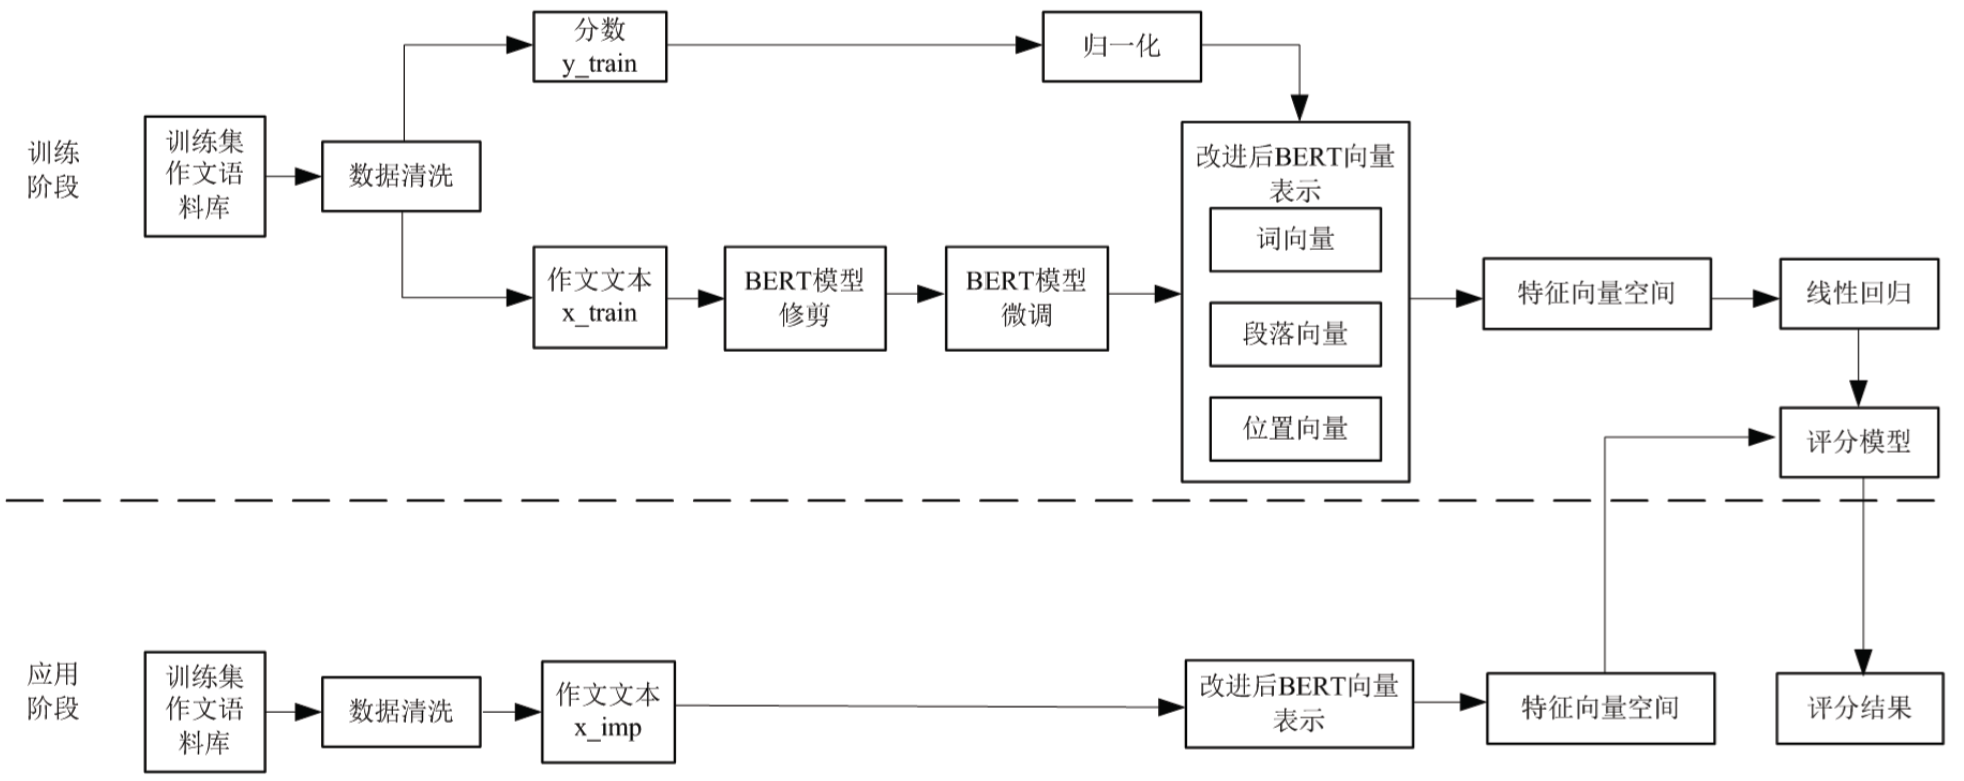 分数
y_train
归一化
训练
阶段
训练集
作文语
料库
数据清洗
改进后BERT向量
表示
词向量
段落向量
位置向量
作文文本
x_train
BERT模型
修剪
BERT模型
微调
特征向量空间
线性回归
评分模型
应用
阶段
训练集
作文语
料库
数据清洗
作文文本
x_imp
改进后BERT向量
表示
特征向量空间
评分结果